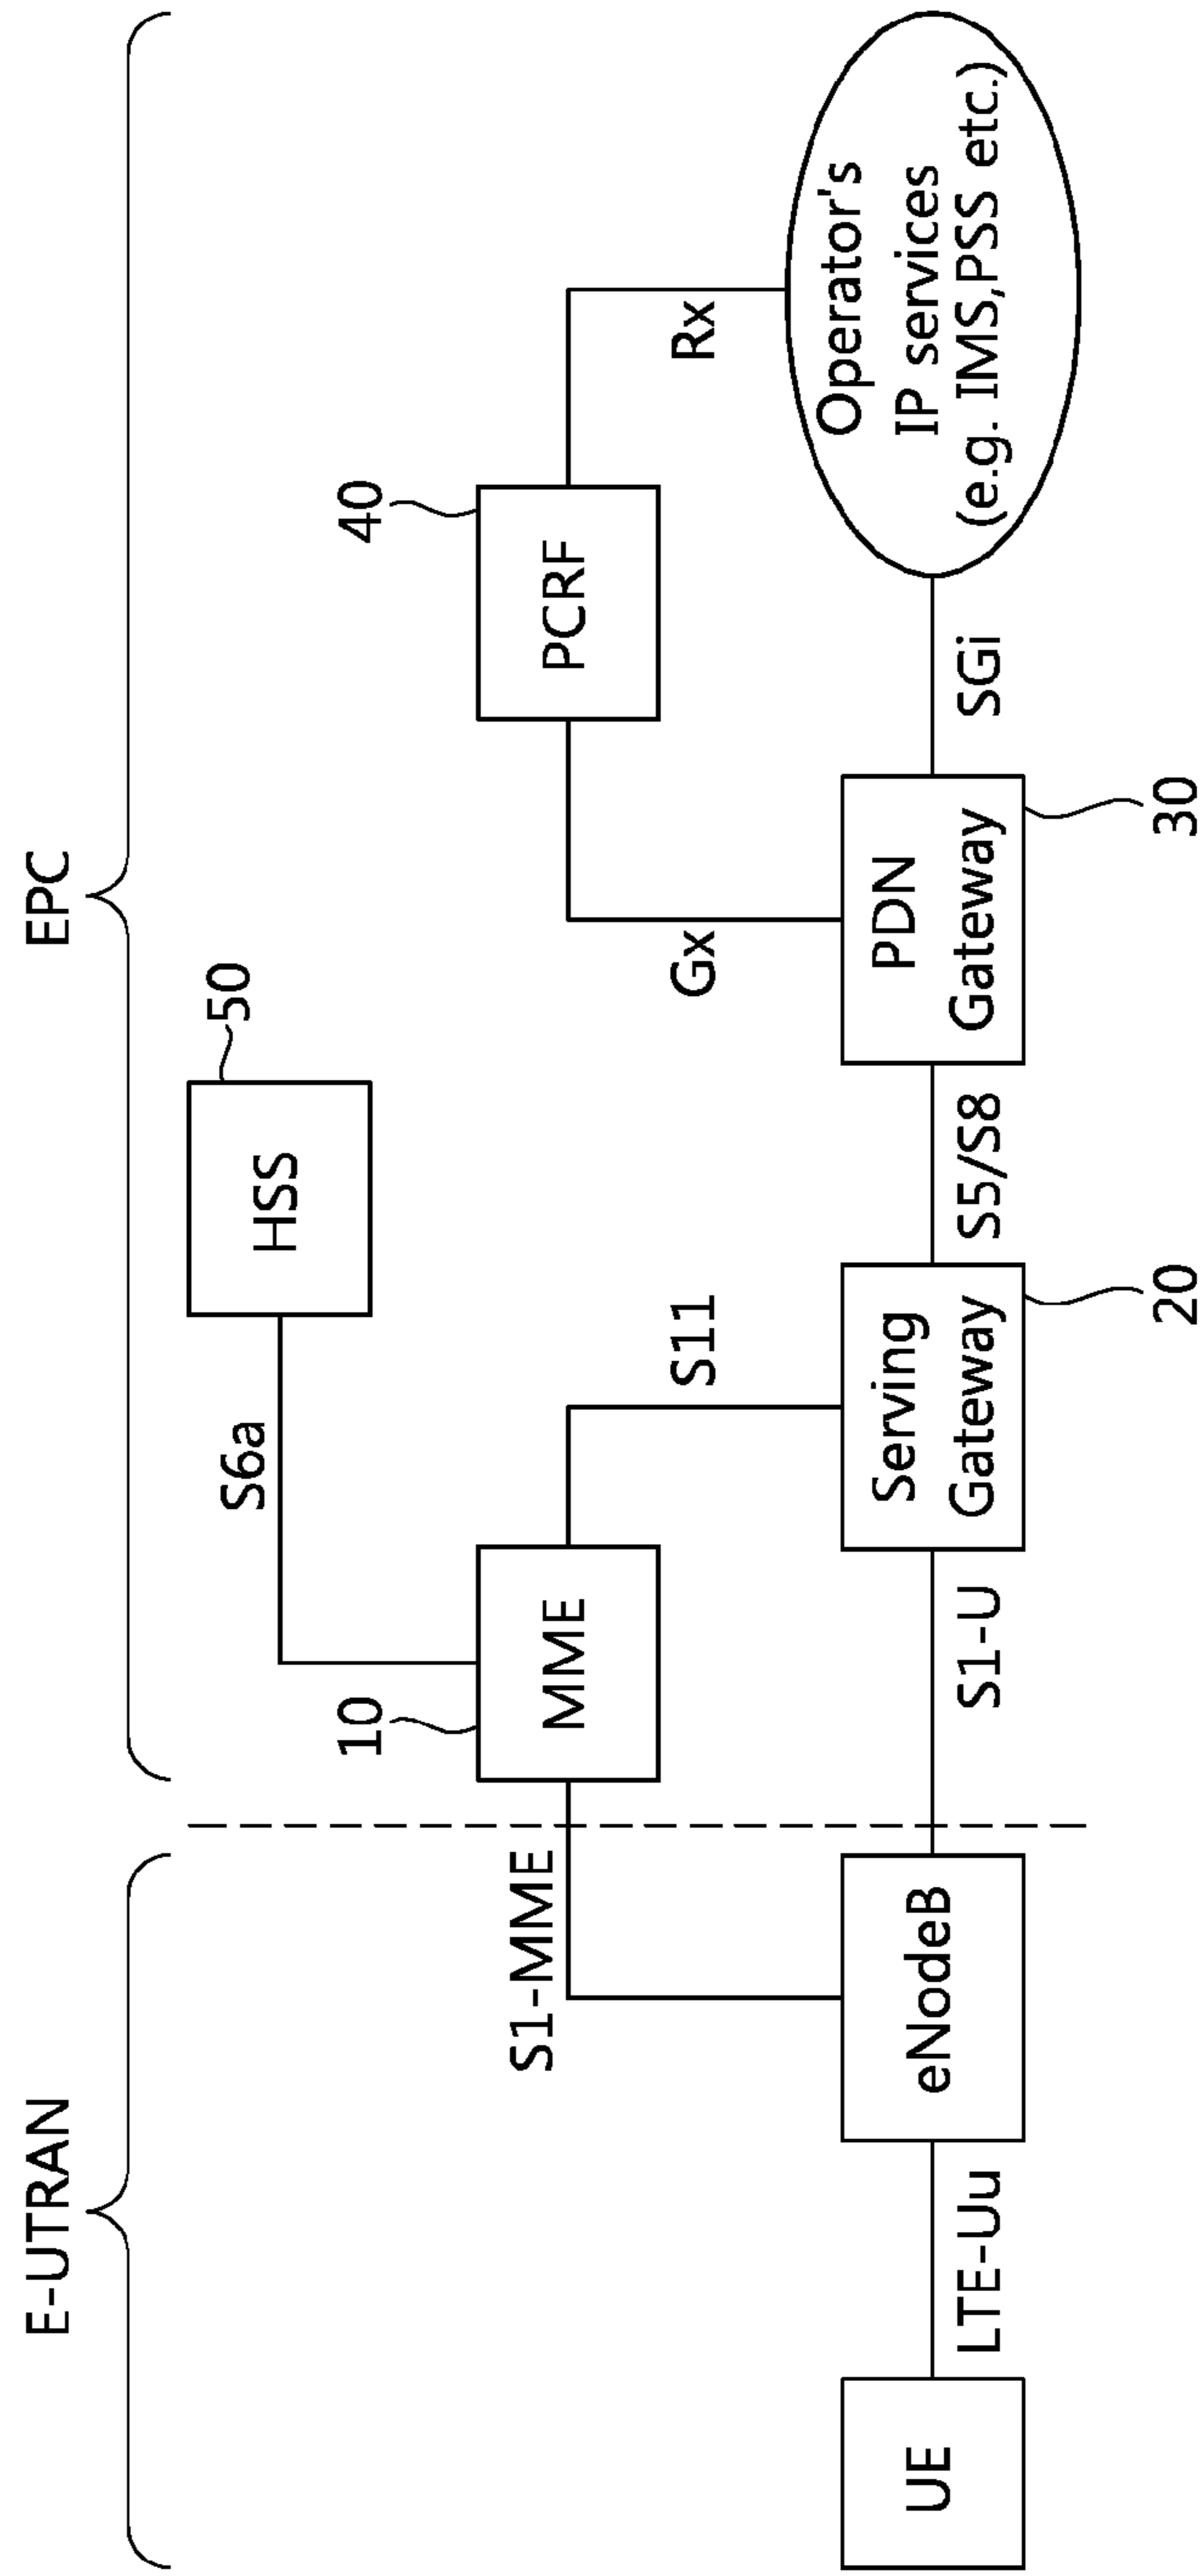 E-UTRAN
EPC
50
HSS
S6a
10
MME
40
PCRF
S1-MME
S11
Gx
Rx
UE
LTE-Uu
eNodeB
S1-U
Serving
Gateway
20
S5/S8
PDN
Gateway
30
SGi
Operator's
IP services
(e.g. IMS,PSS etc.)